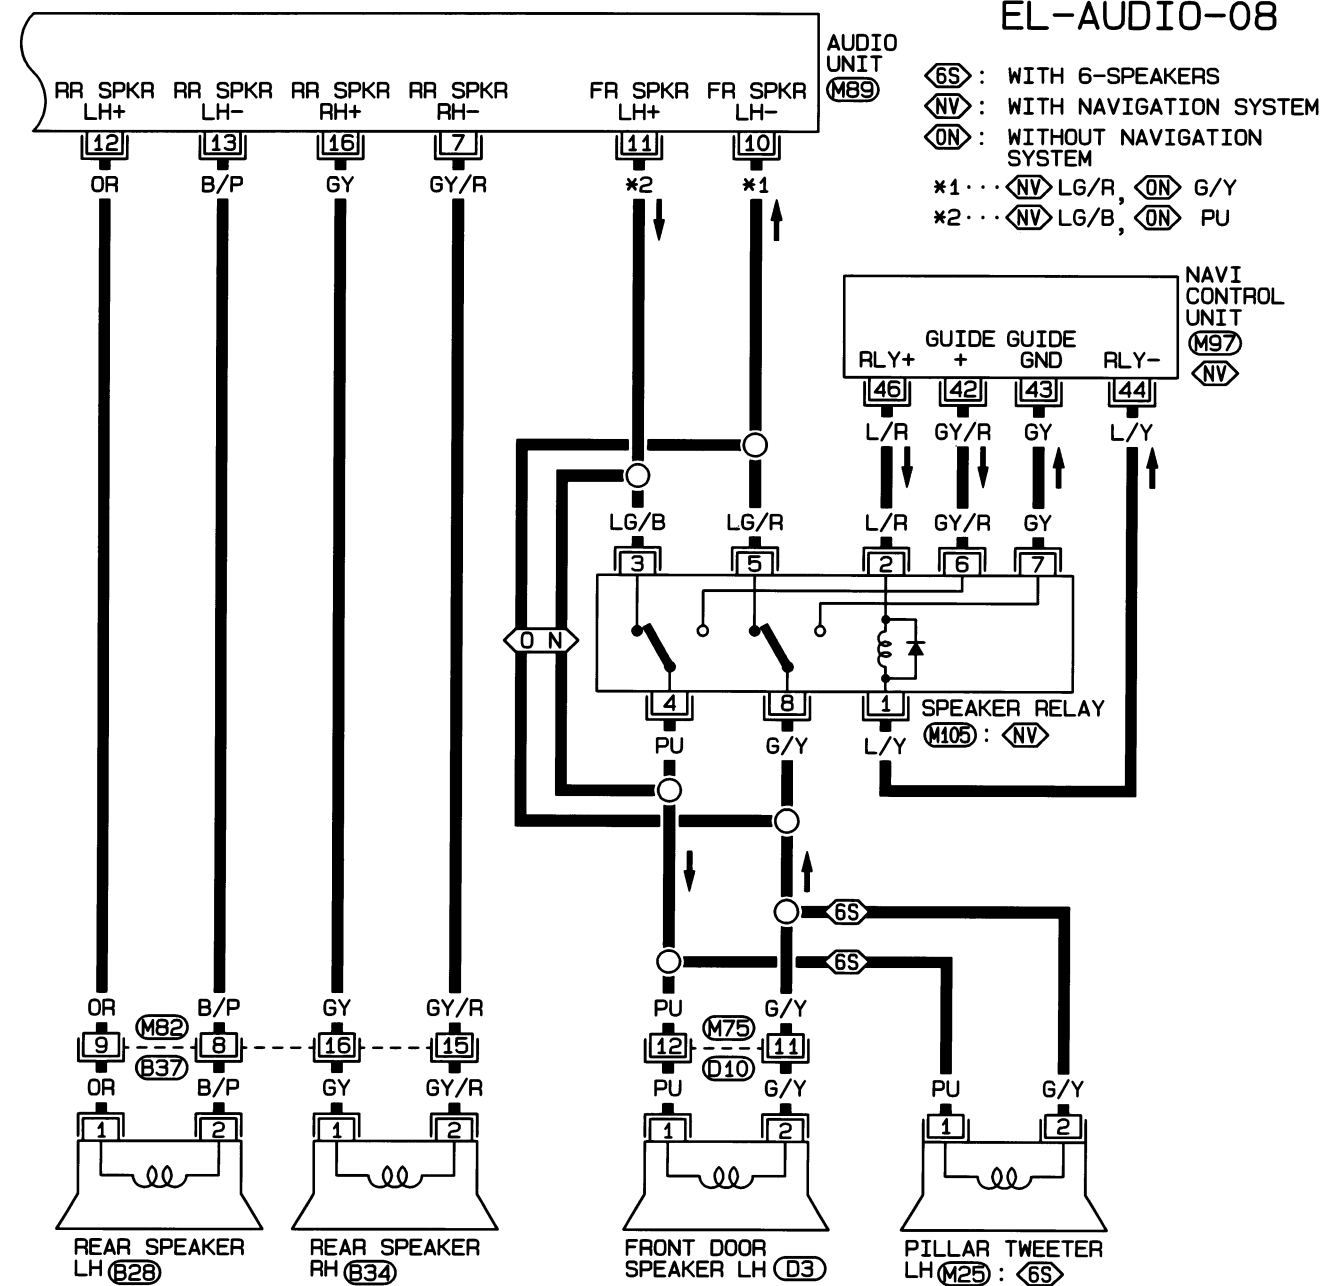 EL-AUDIO-08
AUDIO
UNIT
M89
RR SPKR RR SPKR RR SPKR RR SPKR FR SPKR FR SPKR
LH+ LH- RH+ RH- LH+ LH-
12 13 16 7 11 10
OR B/P GY GY/R *2 *1
6S : WITH 6-SPEAKERS
NV : WITH NAVIGATION SYSTEM
ON : WITHOUT NAVIGATION
SYSTEM
*1··· NV LG/R, ON G/Y
*2··· NV LG/B, ON PU
NAVI
CONTROL
UNIT
M97
NV
GUIDE GUIDE
RLY+ + GND RLY-
46 42 43 44
L/R GY/R GY L/Y
LG/B LG/R L/R GY/R GY
3 5 2 6 7
ON
4 8 1
SPEAKER RELAY
M105 : NV
PU G/Y L/Y
6S
6S
OR B/P GY GY/R PU G/Y
M82 M75
9 8 16 15 12 11
B37 D10
OR B/P GY GY/R PU G/Y PU G/Y
1 2 1 2 1 2 1 2
REAR SPEAKER
LH B28
REAR SPEAKER
RH B34
FRONT DOOR
SPEAKER LH D3
PILLAR TWEETER
LH M25 : 6S